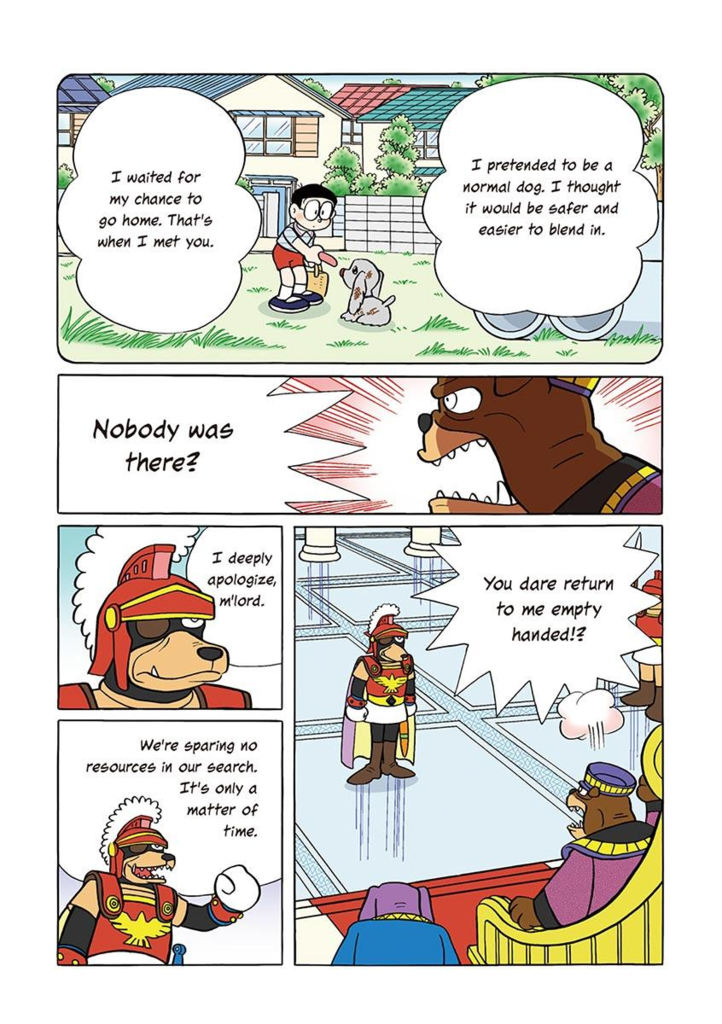 I pretended to be a
normal dog. I thought
it would be safer and
easier to blend in.
I waited for
my chance to
go home. That's
when I met you.
Nobody was
there?
You dare return
to me empty
handed!?
I deeply
apologize,
m'lord.
We're sparing no
resources in our search.
It's only a
matter of
time.